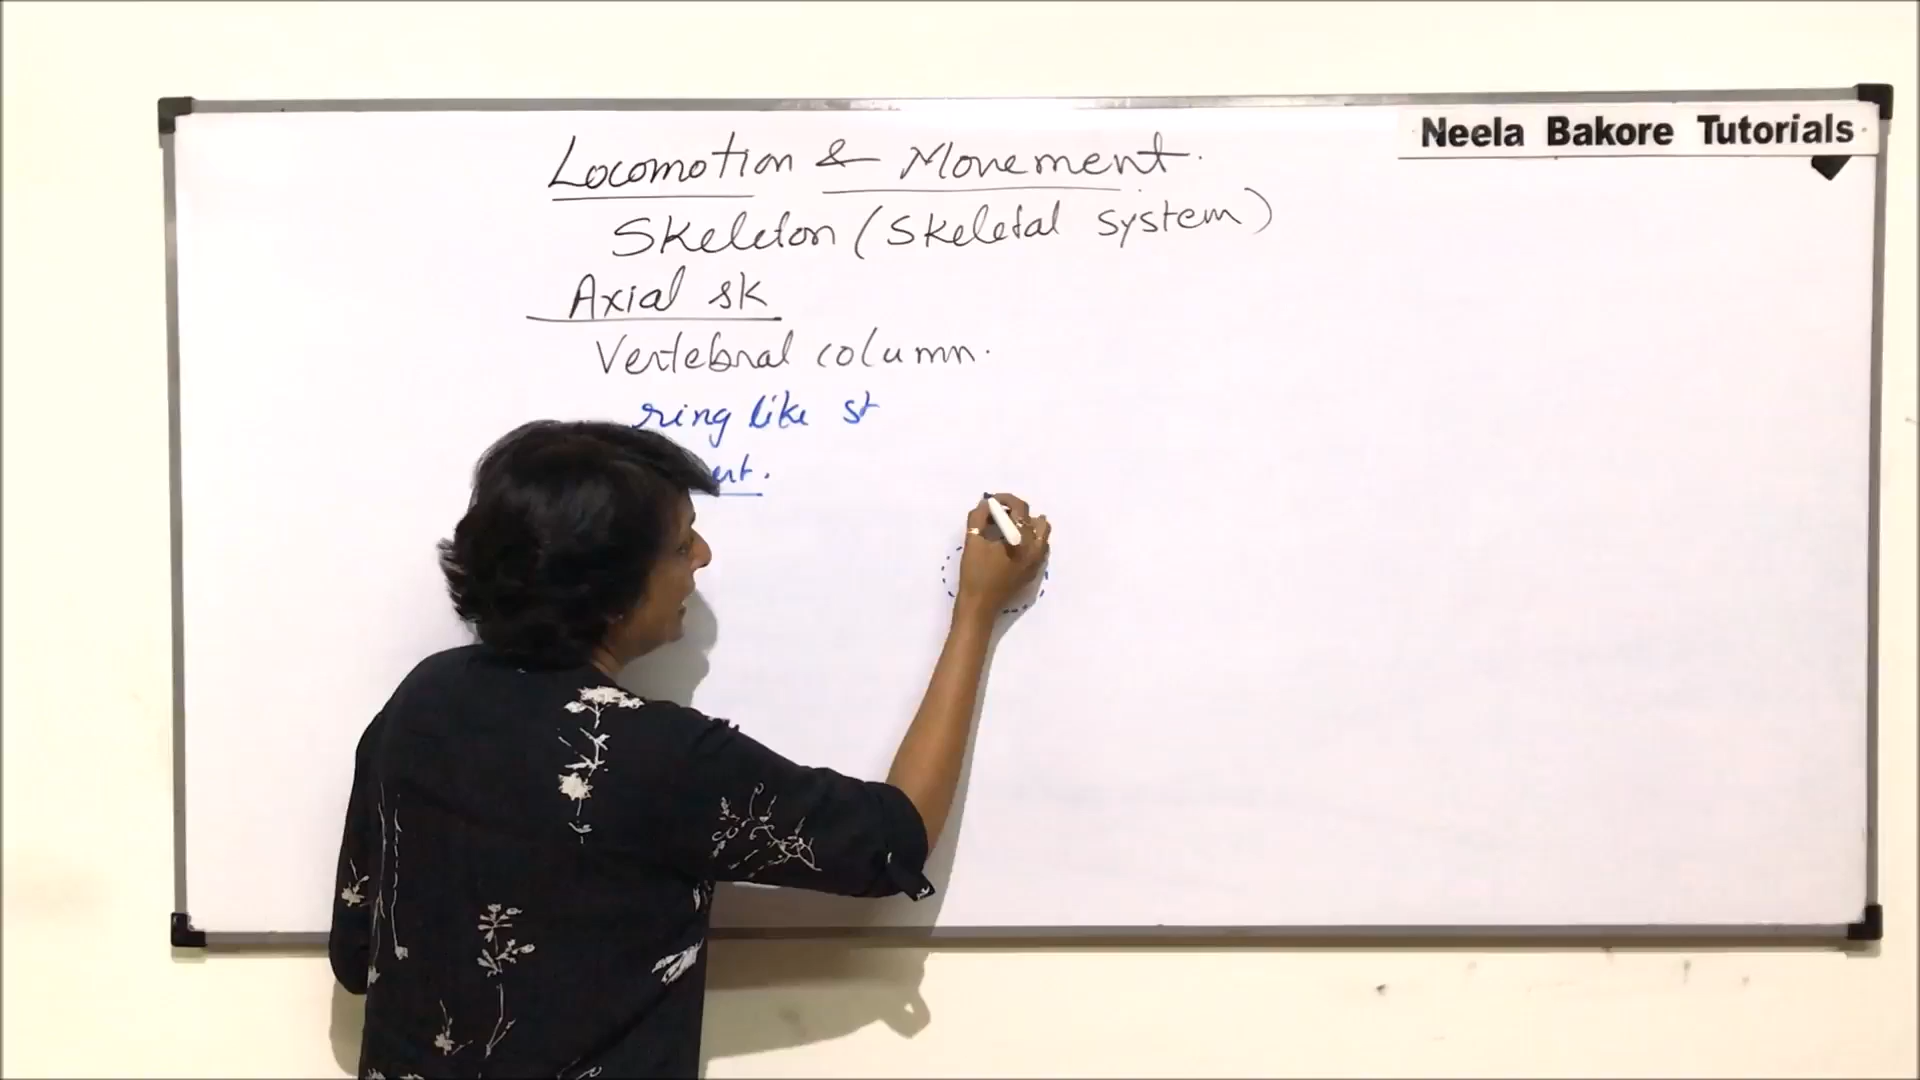 Neela Bakore Tutorials
Locomotion & Movement.
Skeleton (Skeletal system)
Axial sk
Vertebral column.
ring like st